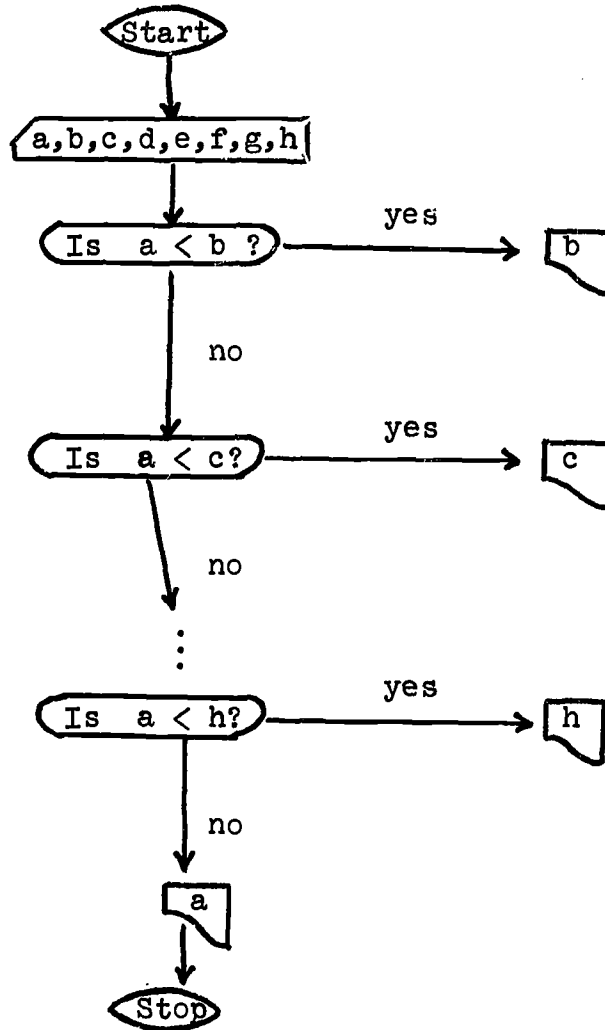 Start
a,b,c,d,e,f,g,h
Is a < b ?
yes
b
no
Is a < c?
yes
c
no
⋮
Is a < h?
yes
h
no
a
Stop